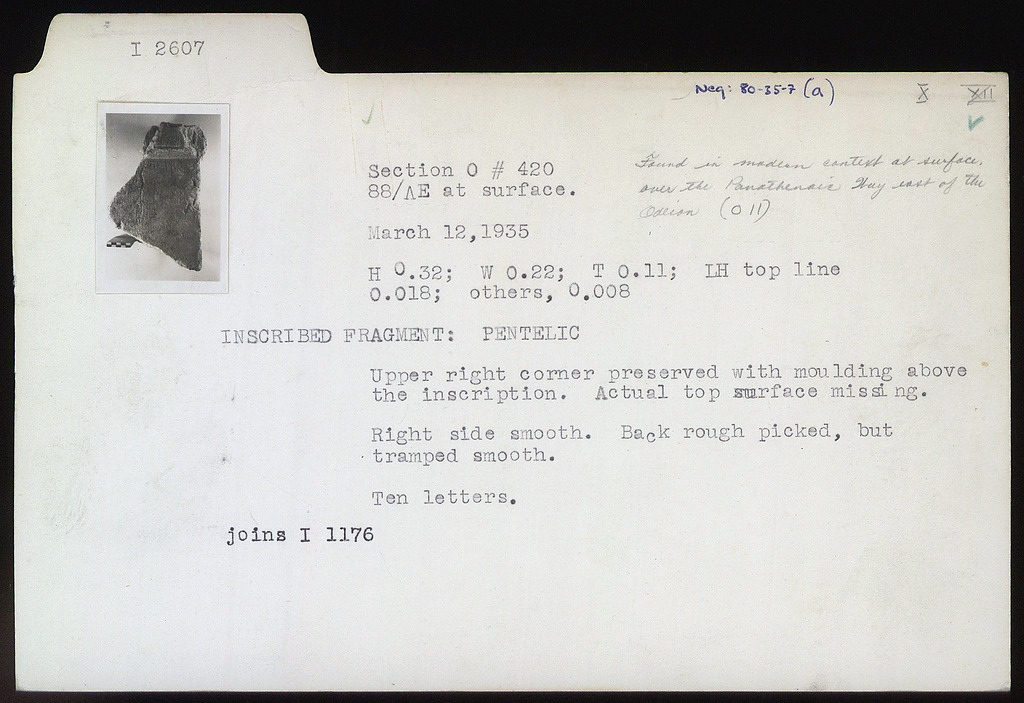 I 2607
Neg: 80-35-7 (a)
X XII
Section O # 420
88/ΛE at surface.
Found in modern context at surface,
over the Panathenaic Way east of the
Odeion (O 11)
March 12,1935
H 0.32; W 0.22; T 0.11; LH top line
0.018; others, 0.008
INSCRIBED FRAGMENT: PENTELIC
Upper right corner preserved with moulding above
the inscription. Actual top surface missing.
Right side smooth. Back rough picked, but
tramped smooth.
Ten letters.
joins I 1176